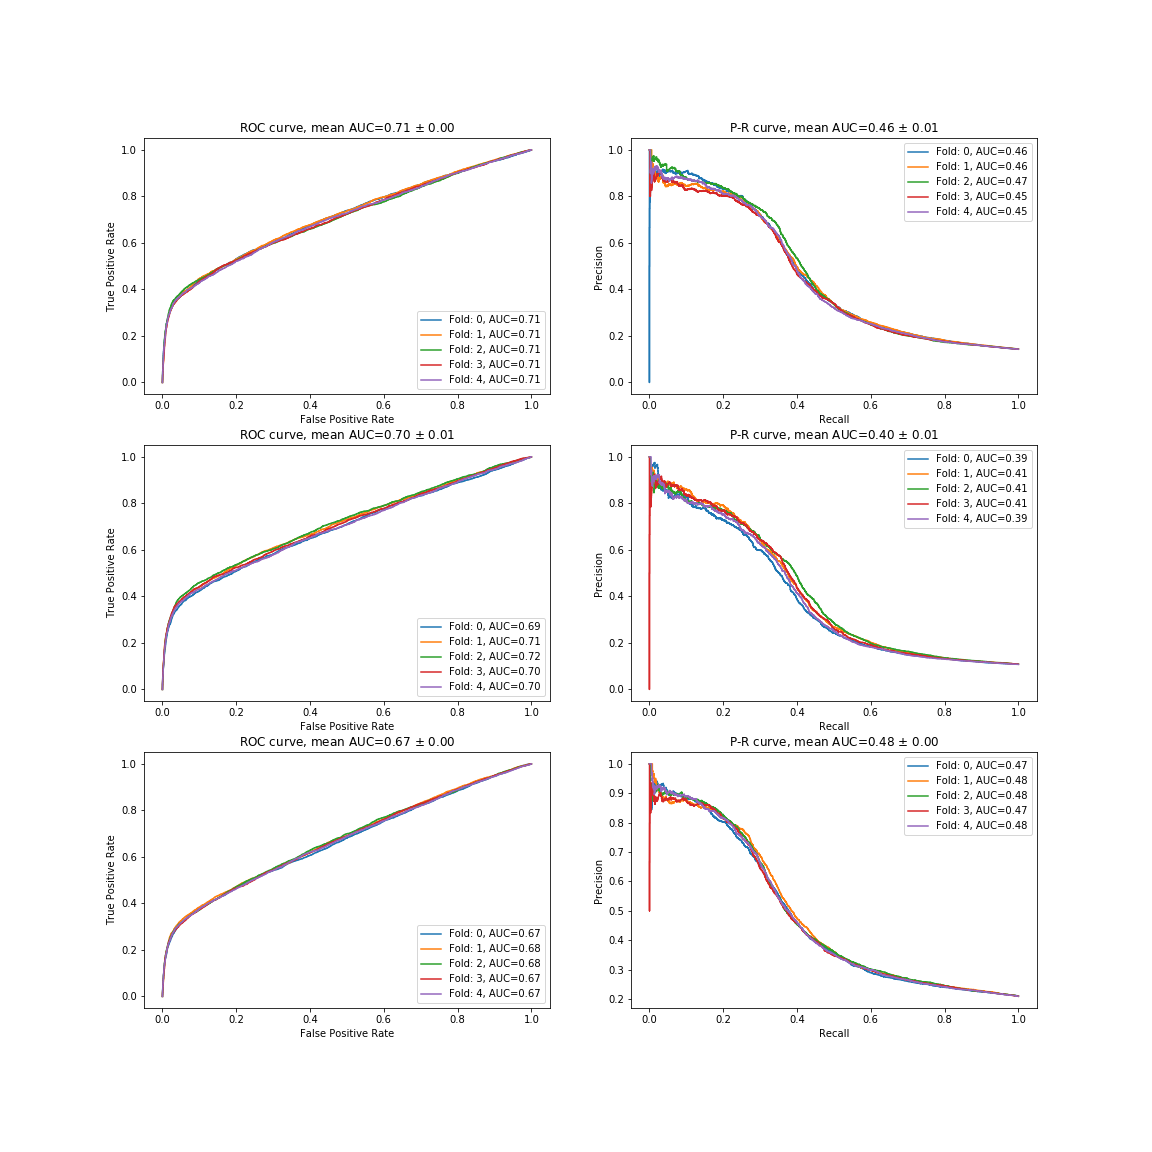 ROC curve, mean AUC=0.71 ± 0.00
True Positive Rate
1.0
0.8
0.6
0.4
0.2
0.0
Fold: 0, AUC=0.71
Fold: 1, AUC=0.71
Fold: 2, AUC=0.71
Fold: 3, AUC=0.71
Fold: 4, AUC=0.71
0.0 0.2 0.4 0.6 0.8 1.0
False Positive Rate
P-R curve, mean AUC=0.46 ± 0.01
Precision
1.0
0.8
0.6
0.4
0.2
0.0
Fold: 0, AUC=0.46
Fold: 1, AUC=0.46
Fold: 2, AUC=0.47
Fold: 3, AUC=0.45
Fold: 4, AUC=0.45
0.0 0.2 0.4 0.6 0.8 1.0
Recall
ROC curve, mean AUC=0.70 ± 0.01
True Positive Rate
1.0
0.8
0.6
0.4
0.2
0.0
Fold: 0, AUC=0.69
Fold: 1, AUC=0.71
Fold: 2, AUC=0.72
Fold: 3, AUC=0.70
Fold: 4, AUC=0.70
0.0 0.2 0.4 0.6 0.8 1.0
False Positive Rate
P-R curve, mean AUC=0.40 ± 0.01
Precision
1.0
0.8
0.6
0.4
0.2
0.0
Fold: 0, AUC=0.39
Fold: 1, AUC=0.41
Fold: 2, AUC=0.41
Fold: 3, AUC=0.41
Fold: 4, AUC=0.39
0.0 0.2 0.4 0.6 0.8 1.0
Recall
ROC curve, mean AUC=0.67 ± 0.00
True Positive Rate
1.0
0.8
0.6
0.4
0.2
0.0
Fold: 0, AUC=0.67
Fold: 1, AUC=0.68
Fold: 2, AUC=0.68
Fold: 3, AUC=0.67
Fold: 4, AUC=0.67
0.0 0.2 0.4 0.6 0.8 1.0
False Positive Rate
P-R curve, mean AUC=0.48 ± 0.00
Precision
1.0
0.9
0.8
0.7
0.6
0.5
0.4
0.3
0.2
Fold: 0, AUC=0.47
Fold: 1, AUC=0.48
Fold: 2, AUC=0.48
Fold: 3, AUC=0.47
Fold: 4, AUC=0.48
0.0 0.2 0.4 0.6 0.8 1.0
Recall